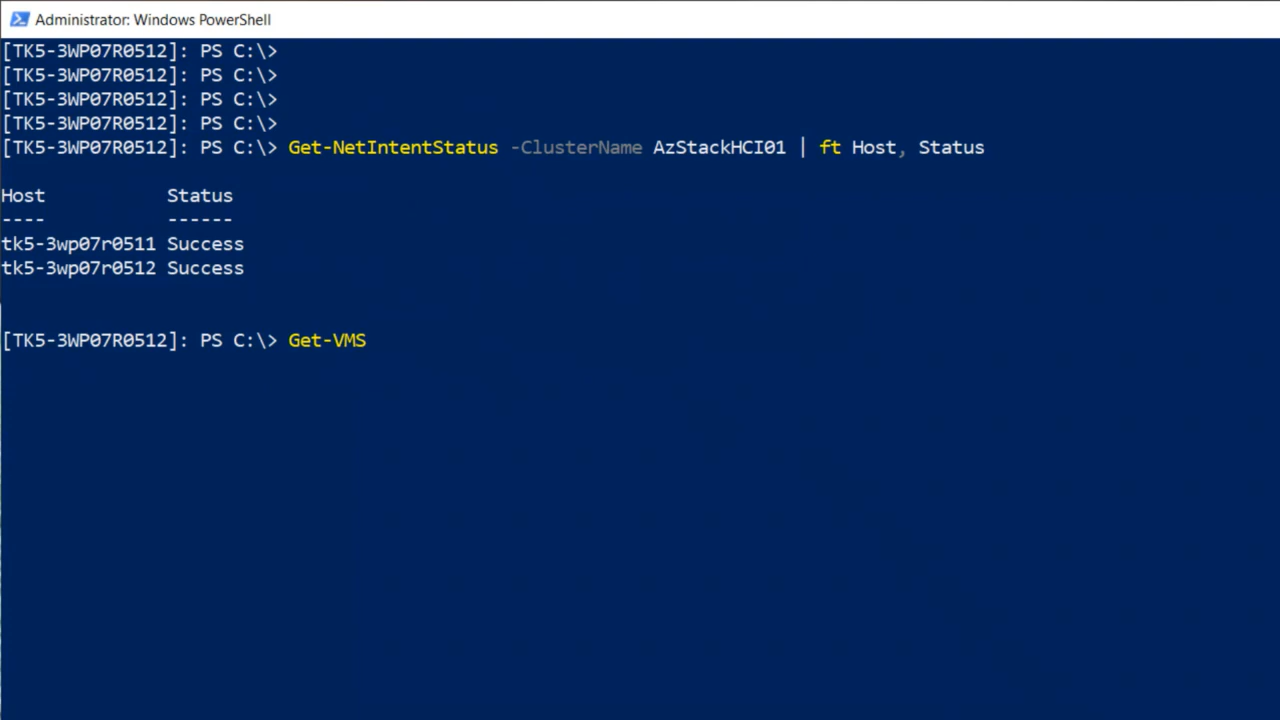 Administrator: Windows PowerShell
[TK5-3WP07R0512]: PS C:\>
[TK5-3WP07R0512]: PS C:\>
[TK5-3WP07R0512]: PS C:\>
[TK5-3WP07R0512]: PS C:\>
[TK5-3WP07R0512]: PS C:\> Get-NetIntentStatus -ClusterName AzStackHCI01 | ft Host, Status
Host           Status
----           ------
tk5-3wp07r0511 Success
tk5-3wp07r0512 Success
[TK5-3WP07R0512]: PS C:\> Get-VMS